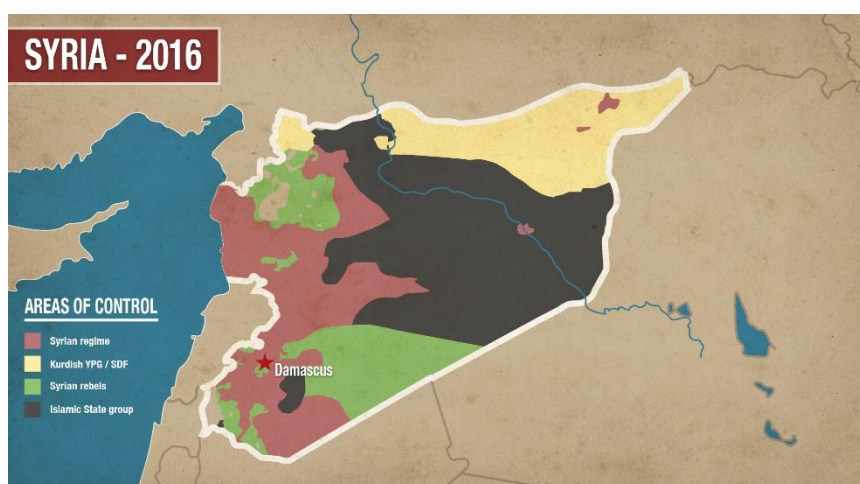 SYRIA - 2016
Damascus
AREAS OF CONTROL
Syrian regime
Kurdish YPG / SDF
Syrian rebels
Islamic State group